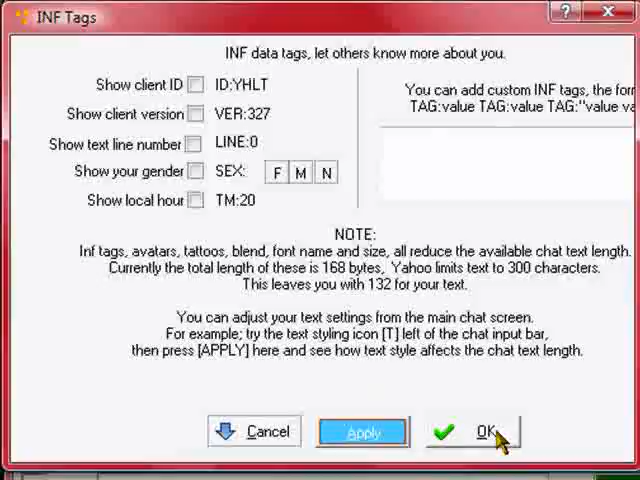 INF Tags
INF data tags, let others know more about you.
Show client ID ID:YHLT
Show client version VER:327
Show text line number LINE:0
Show your gender SEX: F M N
Show local hour TM:20
You can add custom INF tags, the
TAG:value TAG:value TAG:"value
NOTE:
Inf tags, avatars, tattoos, blend, font name and size, all reduce the available chat text length.
Currently the total length of these is 168 bytes, Yahoo limits text to 300 characters.
This leaves you with 132 for your text.
You can adjust your text settings from the main chat screen.
For example; try the text styling icon [T] left of the chat input bar,
then press [APPLY] here and see how text style affects the chat text length.
Cancel Apply OK